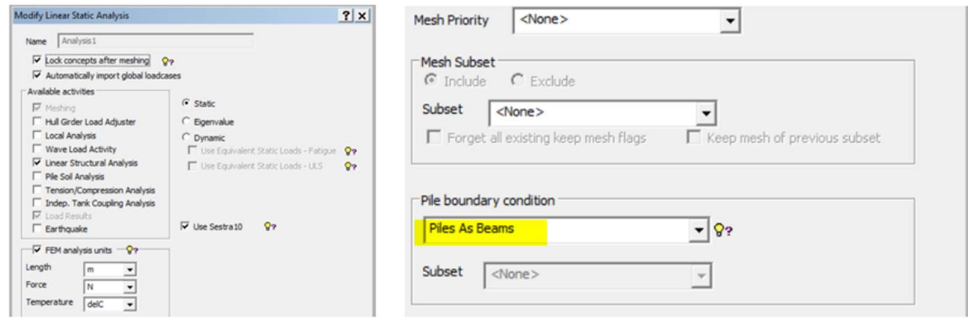 Modify Linear Static Analysis
Name Analysis1
Lock concepts after meshing
Automatically import global loadcases
Available activities
Meshing
Hull Girder Load Adjuster
Local Analysis
Wave Load Activity
Linear Structural Analysis
Pile Soil Analysis
Tension/Compression Analysis
Indep. Tank Coupling Analysis
Load Results
Earthquake
Static
Eigenvalue
Dynamic
Use Equivalent Static Loads - Fatigue
Use Equivalent Static Loads - ULS
Use Sestra10
FEM analysis units
Length m
Force N
Temperature delC
Mesh Priority <None>
Mesh Subset
Include Exclude
Subset <None>
Forget all existing keep mesh flags Keep mesh of previous subset
Pile boundary condition
Piles As Beams
Subset <None>